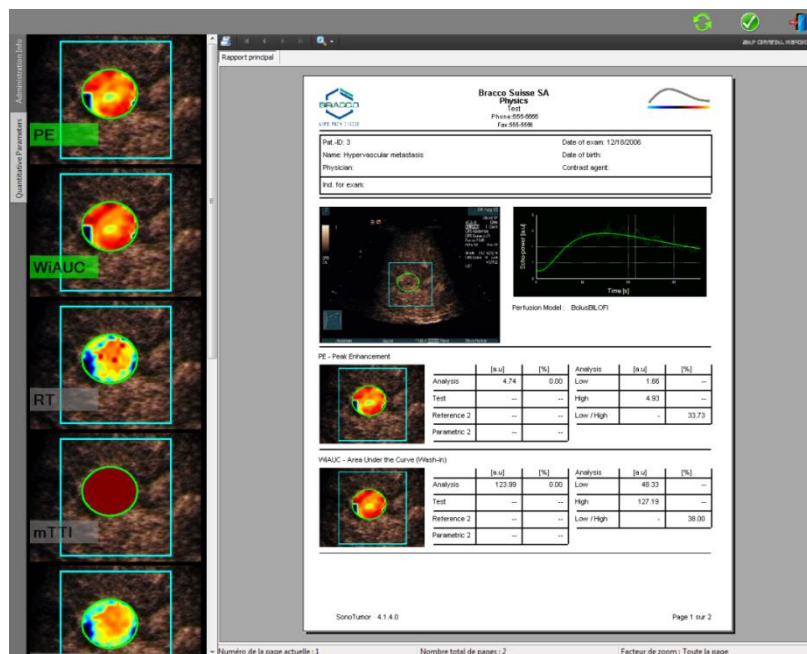 Administration Info
Quantitative Parameters
PE
WiAUC
RT
mTTI
Rapport principal
BRACCO
LIFE FROM INSIDE
Bracco Suisse SA
Physics
Test
Phone:555-5555
Fax:555-5556
Pat.-ID: 3
Date of exam: 12/18/2006
Name: Hypervascular metastasis
Date of birth:
Physician:
Contrast agent:
Ind. for exam:
Echo-power [a.u]
Time [s]
Perfusion Model : BolusBILOFI
PE - Peak Enhancement
[a.u] [%] Analysis [a.u] [%]
Analysis 4.74 0.00 Low 1.66 --
Test -- -- High 4.93 --
Reference 2 -- -- Low / High - 33.73
Parametric 2 -- --
WiAUC - Area Under the Curve (Wash-in)
[a.u] [%] Analysis [a.u] [%]
Analysis 123.99 0.00 Low 48.33 --
Test -- -- High 127.19 --
Reference 2 -- -- Low / High - 38.00
Parametric 2 -- --
SonoTumor 4.1.4.0
Page 1 sur 2
Numéro de la page actuelle : 1
Nombre total de pages : 2
Facteur de zoom : Toute la page